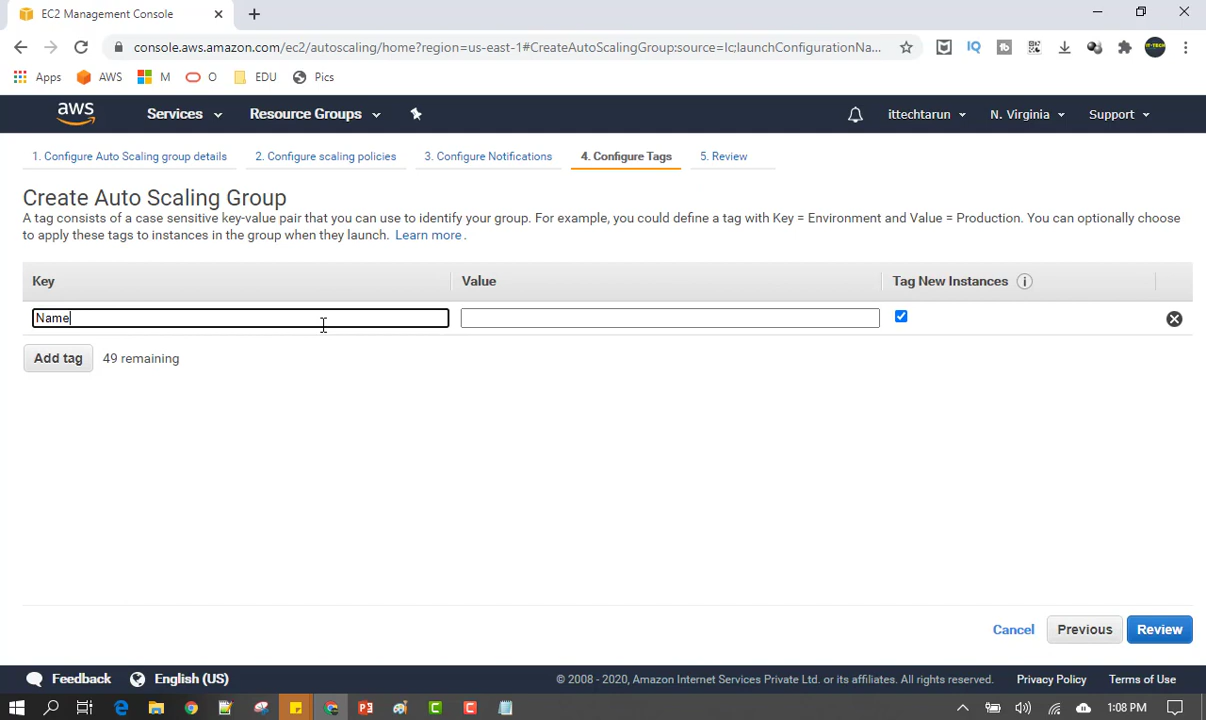 EC2 Management Console
console.aws.amazon.com/ec2/autoscaling/home?region=us-east-1#CreateAutoScalingGroup:source=lc;launchConfigurationNa...
Apps AWS M O EDU Pics
aws Services Resource Groups ittechtarun N. Virginia Support
1. Configure Auto Scaling group details 2. Configure scaling policies 3. Configure Notifications 4. Configure Tags 5. Review
Create Auto Scaling Group
A tag consists of a case sensitive key-value pair that you can use to identify your group. For example, you could define a tag with Key = Environment and Value = Production. You can optionally choose
to apply these tags to instances in the group when they launch. Learn more.
Key Value Tag New Instances
Name
Add tag 49 remaining
Cancel Previous Review
Feedback English (US) © 2008 - 2020, Amazon Internet Services Private Ltd. or its affiliates. All rights reserved. Privacy Policy Terms of Use
1:08 PM